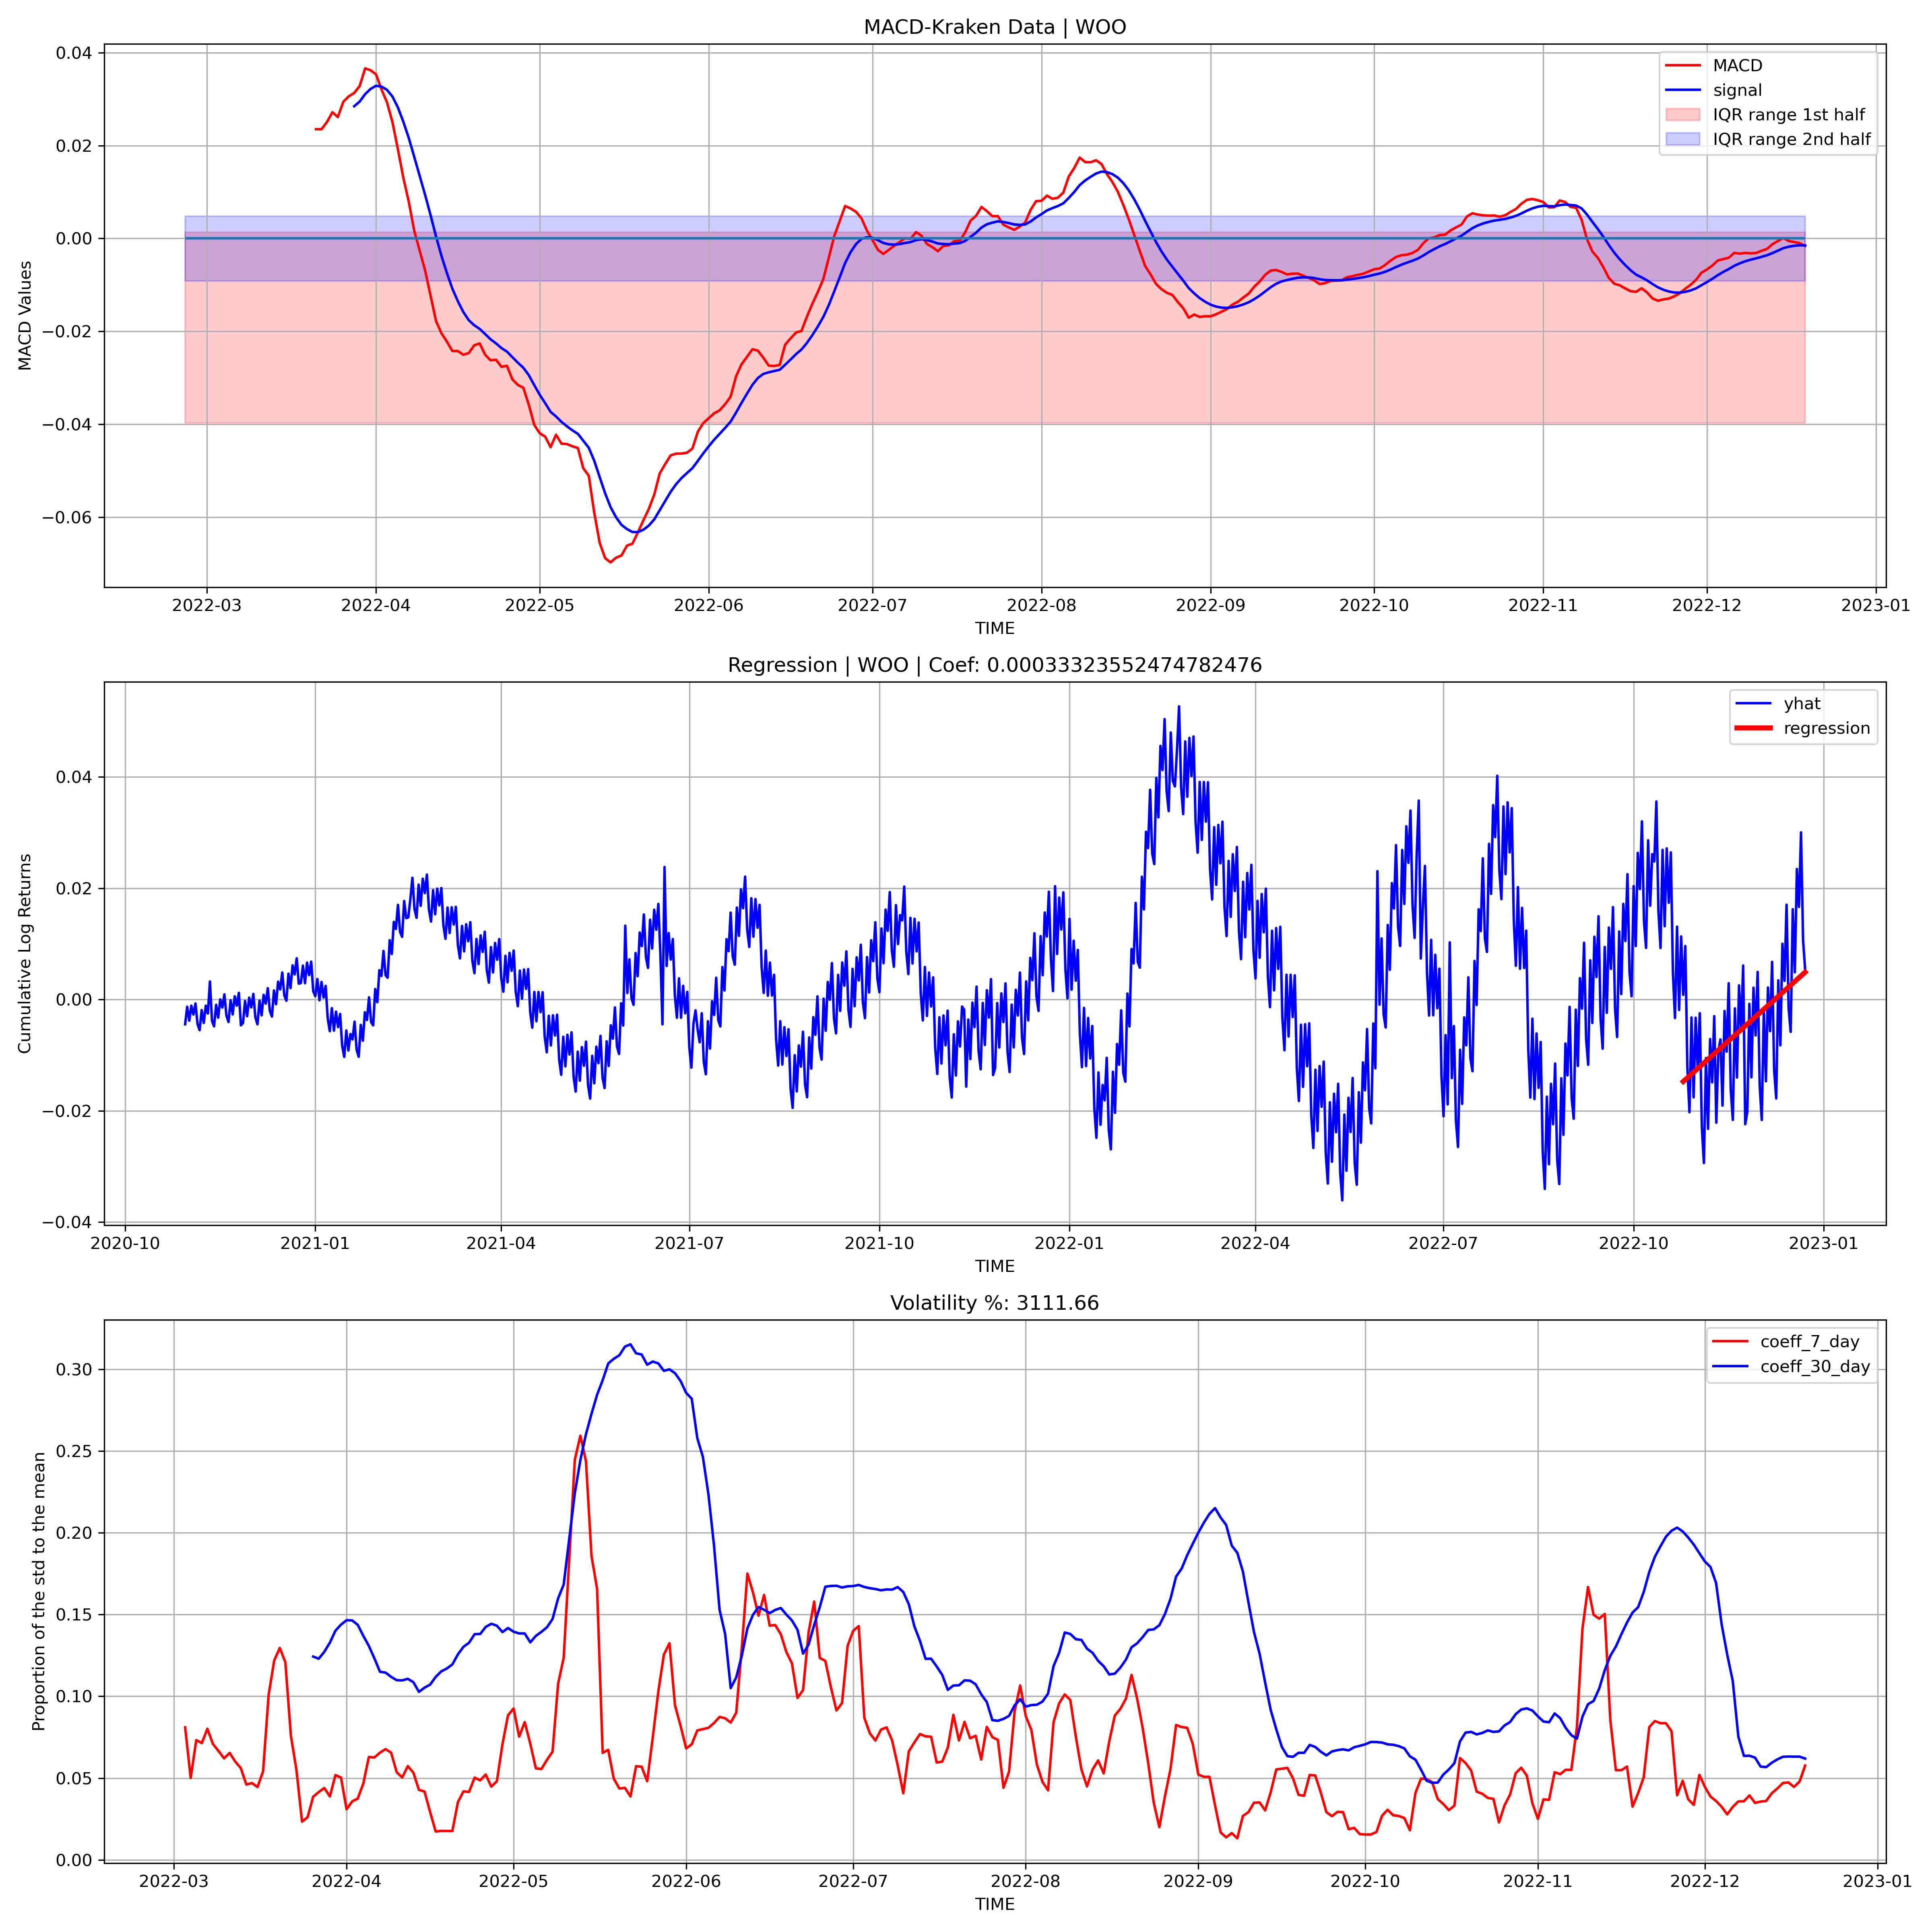 MACD-Kraken Data | WOO
0.04
0.02
0.00
−0.02
−0.04
−0.06
MACD Values
MACD
signal
IQR range 1st half
IQR range 2nd half
2022-03 2022-04 2022-05 2022-06 2022-07 2022-08 2022-09 2022-10 2022-11 2022-12 2023-01
TIME
Regression | WOO | Coef: 0.00033323552474782476
0.04
0.02
0.00
−0.02
−0.04
Cumulative Log Returns
yhat
regression
2020-10 2021-01 2021-04 2021-07 2021-10 2022-01 2022-04 2022-07 2022-10 2023-01
TIME
Volatility %: 3111.66
0.30
0.25
0.20
0.15
0.10
0.05
0.00
Proportion of the std to the mean
coeff_7_day
coeff_30_day
2022-03 2022-04 2022-05 2022-06 2022-07 2022-08 2022-09 2022-10 2022-11 2022-12 2023-01
TIME